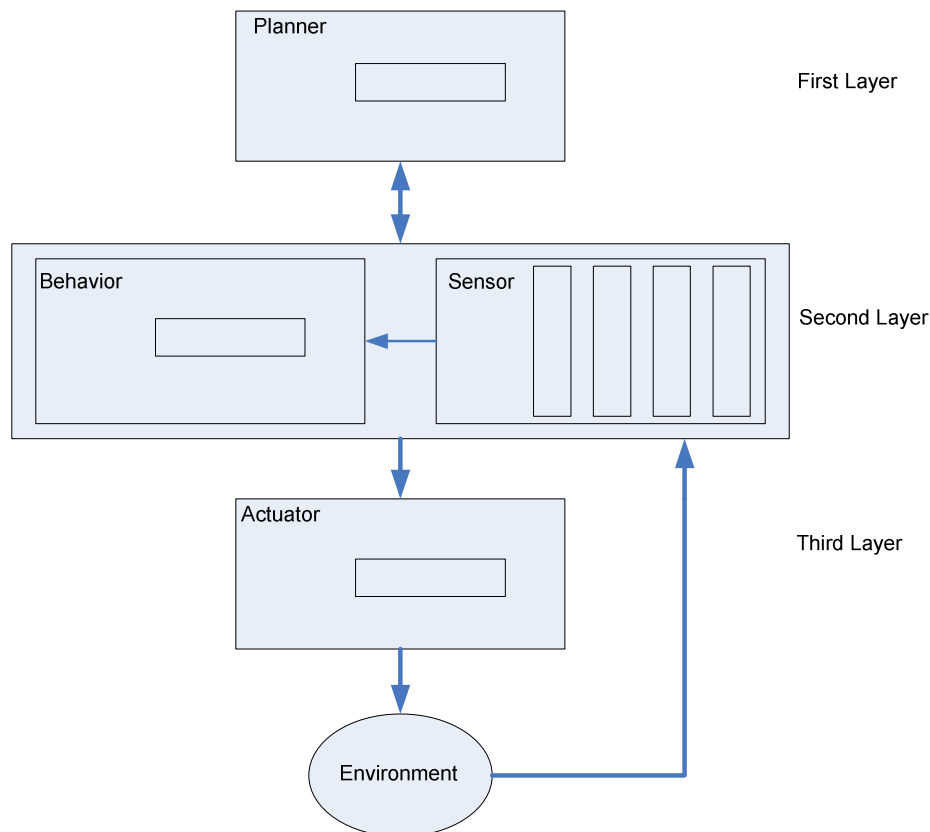 Planner
First Layer
Behavior
Sensor
Second Layer
Actuator
Third Layer
Environment